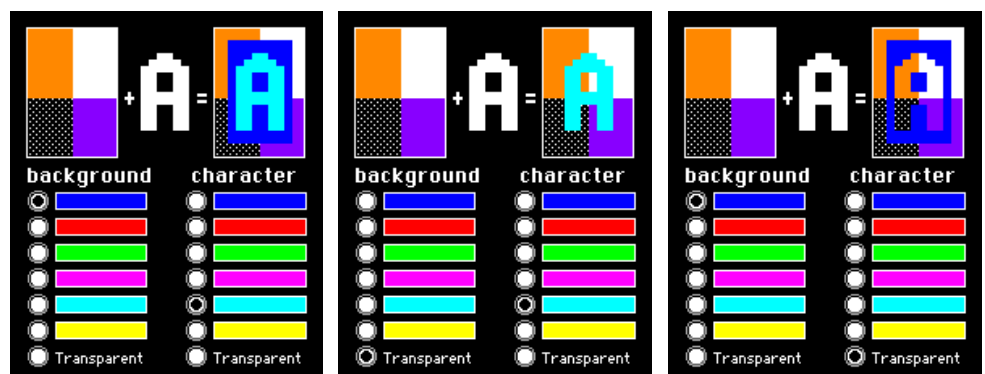 + A = A
background character
Transparent Transparent
+ A = A
background character
Transparent Transparent
+ A = A
background character
Transparent Transparent